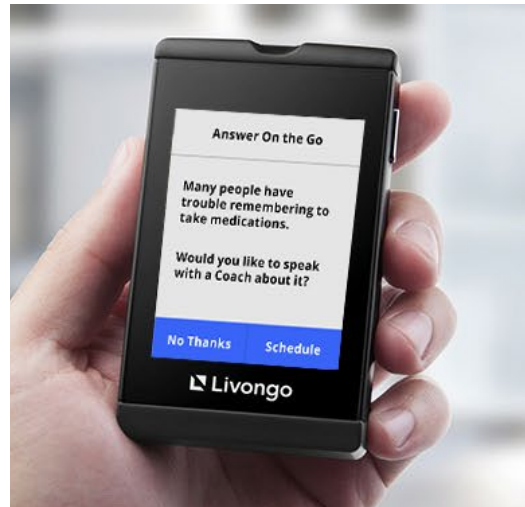 Answer On the Go
Many people have
trouble remembering to
take medications.
Would you like to speak
with a Coach about it?
No Thanks Schedule
Livongo